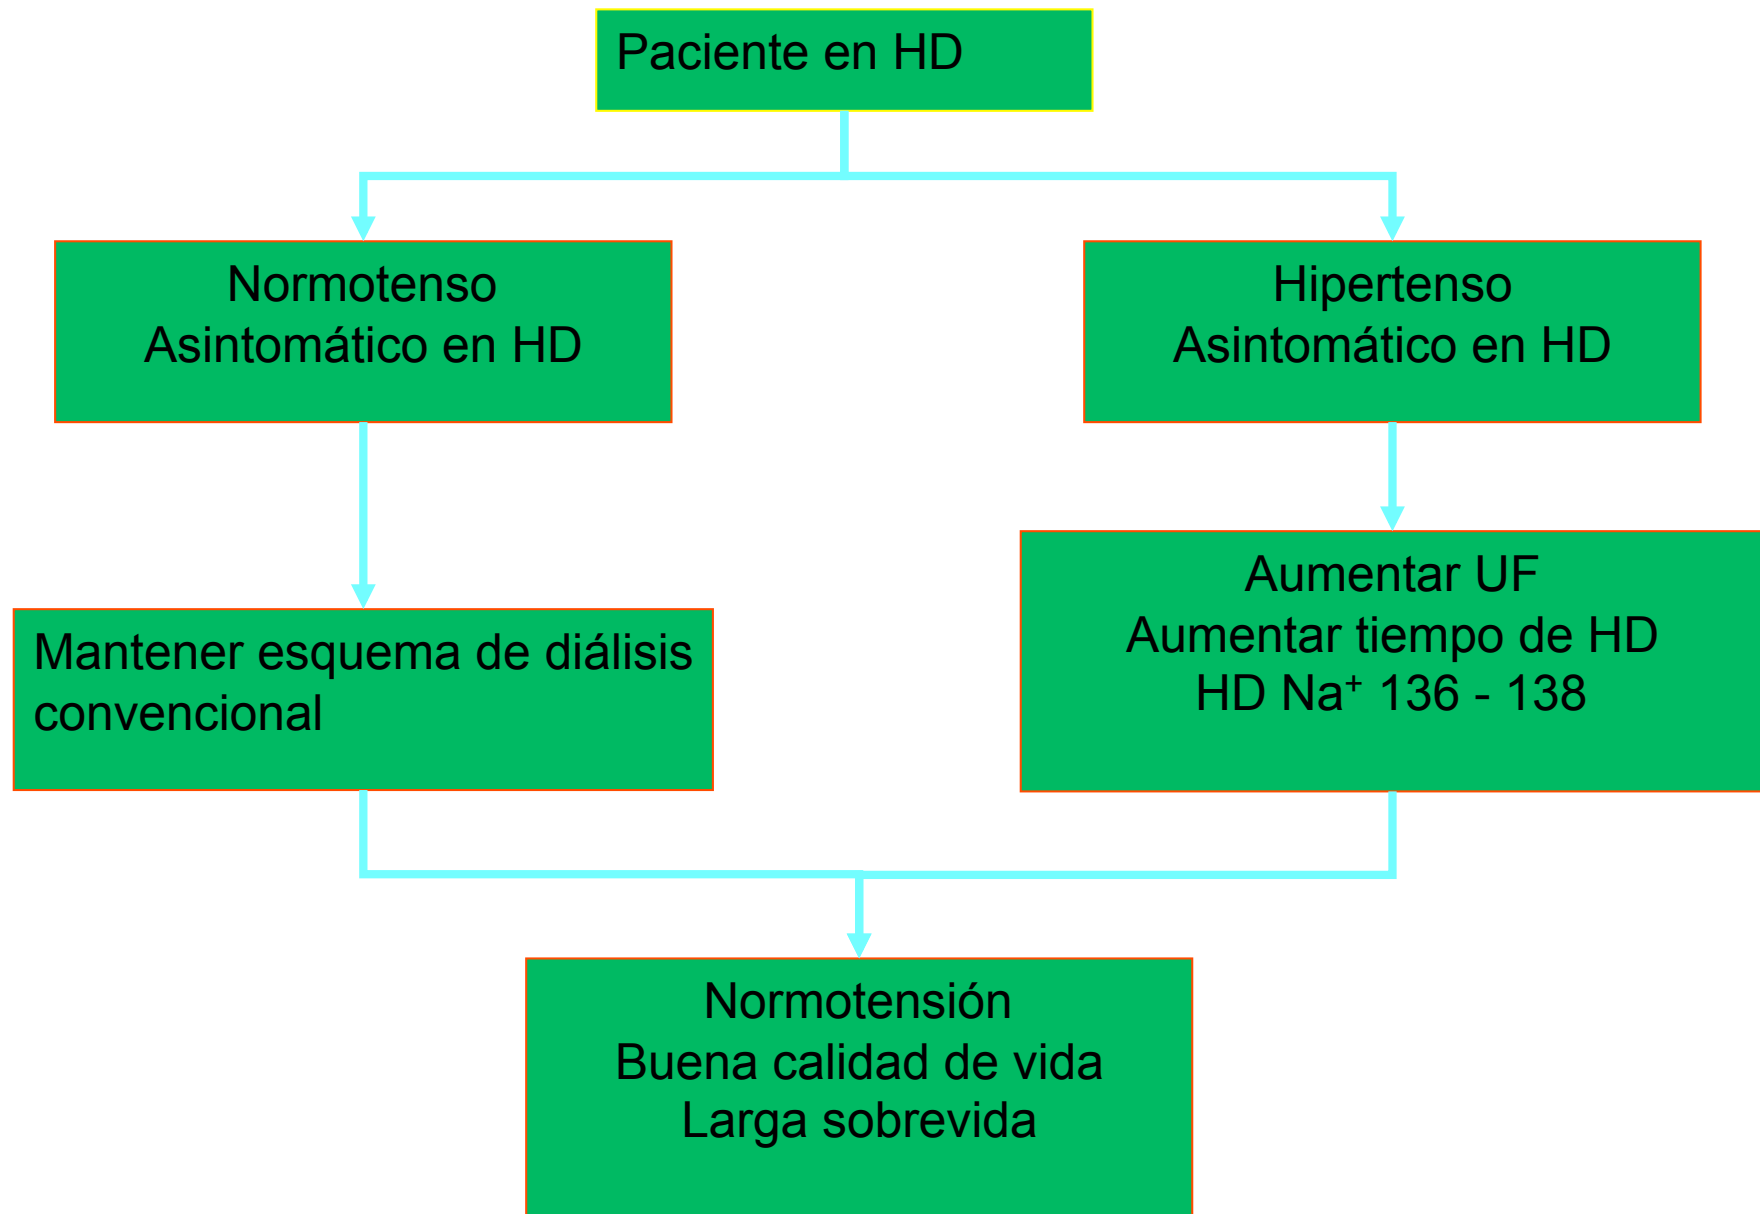 Paciente en HD
Normotenso
Asintomático en HD
Hipertenso
Asintomático en HD
Mantener esquema de diálisis
convencional
Aumentar UF
Aumentar tiempo de HD
HD Na⁺ 136 - 138
Normotensión
Buena calidad de vida
Larga sobrevida